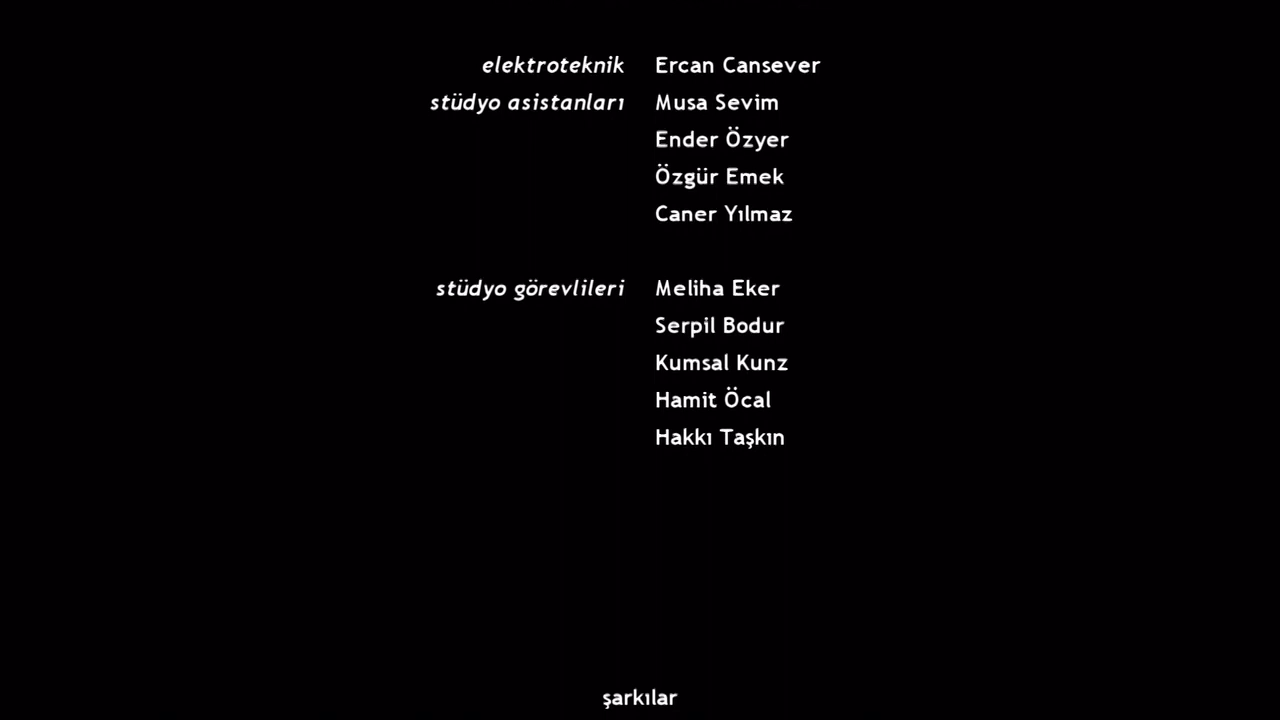 elektroteknik Ercan Cansever
stüdyo asistanları Musa Sevim
Ender Özyer
Özgür Emek
Caner Yılmaz
stüdyo görevlileri Meliha Eker
Serpil Bodur
Kumsal Kunz
Hamit Öcal
Hakkı Taşkın
şarkılar